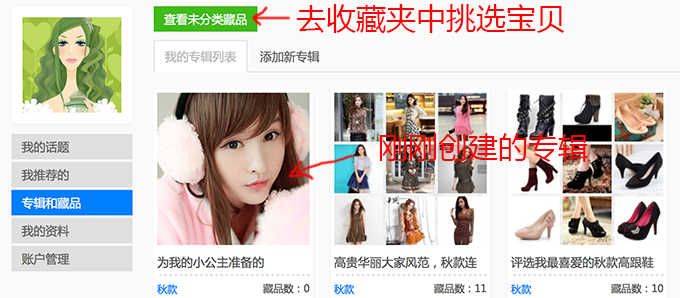 查看未分类藏品
去收藏夹中挑选宝贝
我的专辑列表
添加新专辑
我的话题
我推荐的
专辑和藏品
我的资料
账户管理
刚刚创建的专辑
为我的小公主准备的
秋款
藏品数：0
高贵华丽大家风范，秋款连
秋款
藏品数：11
评选我最喜爱的秋款高跟鞋
秋款
藏品数：10